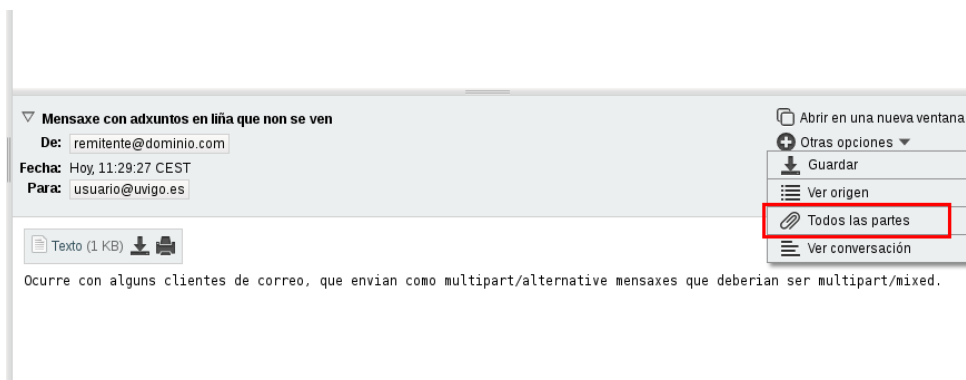 Mensaxe con adxuntos en liña que non se ven
Abrir en una nueva ventana
De: remitente@dominio.com
Otras opciones
Fecha: Hoy, 11:29:27 CEST
Guardar
Para: usuario@uvigo.es
Ver origen
Todos las partes
Texto (1 KB)
Ver conversación
Ocurre con alguns clientes de correo, que envian como multipart/alternative mensaxes que deberian ser multipart/mixed.